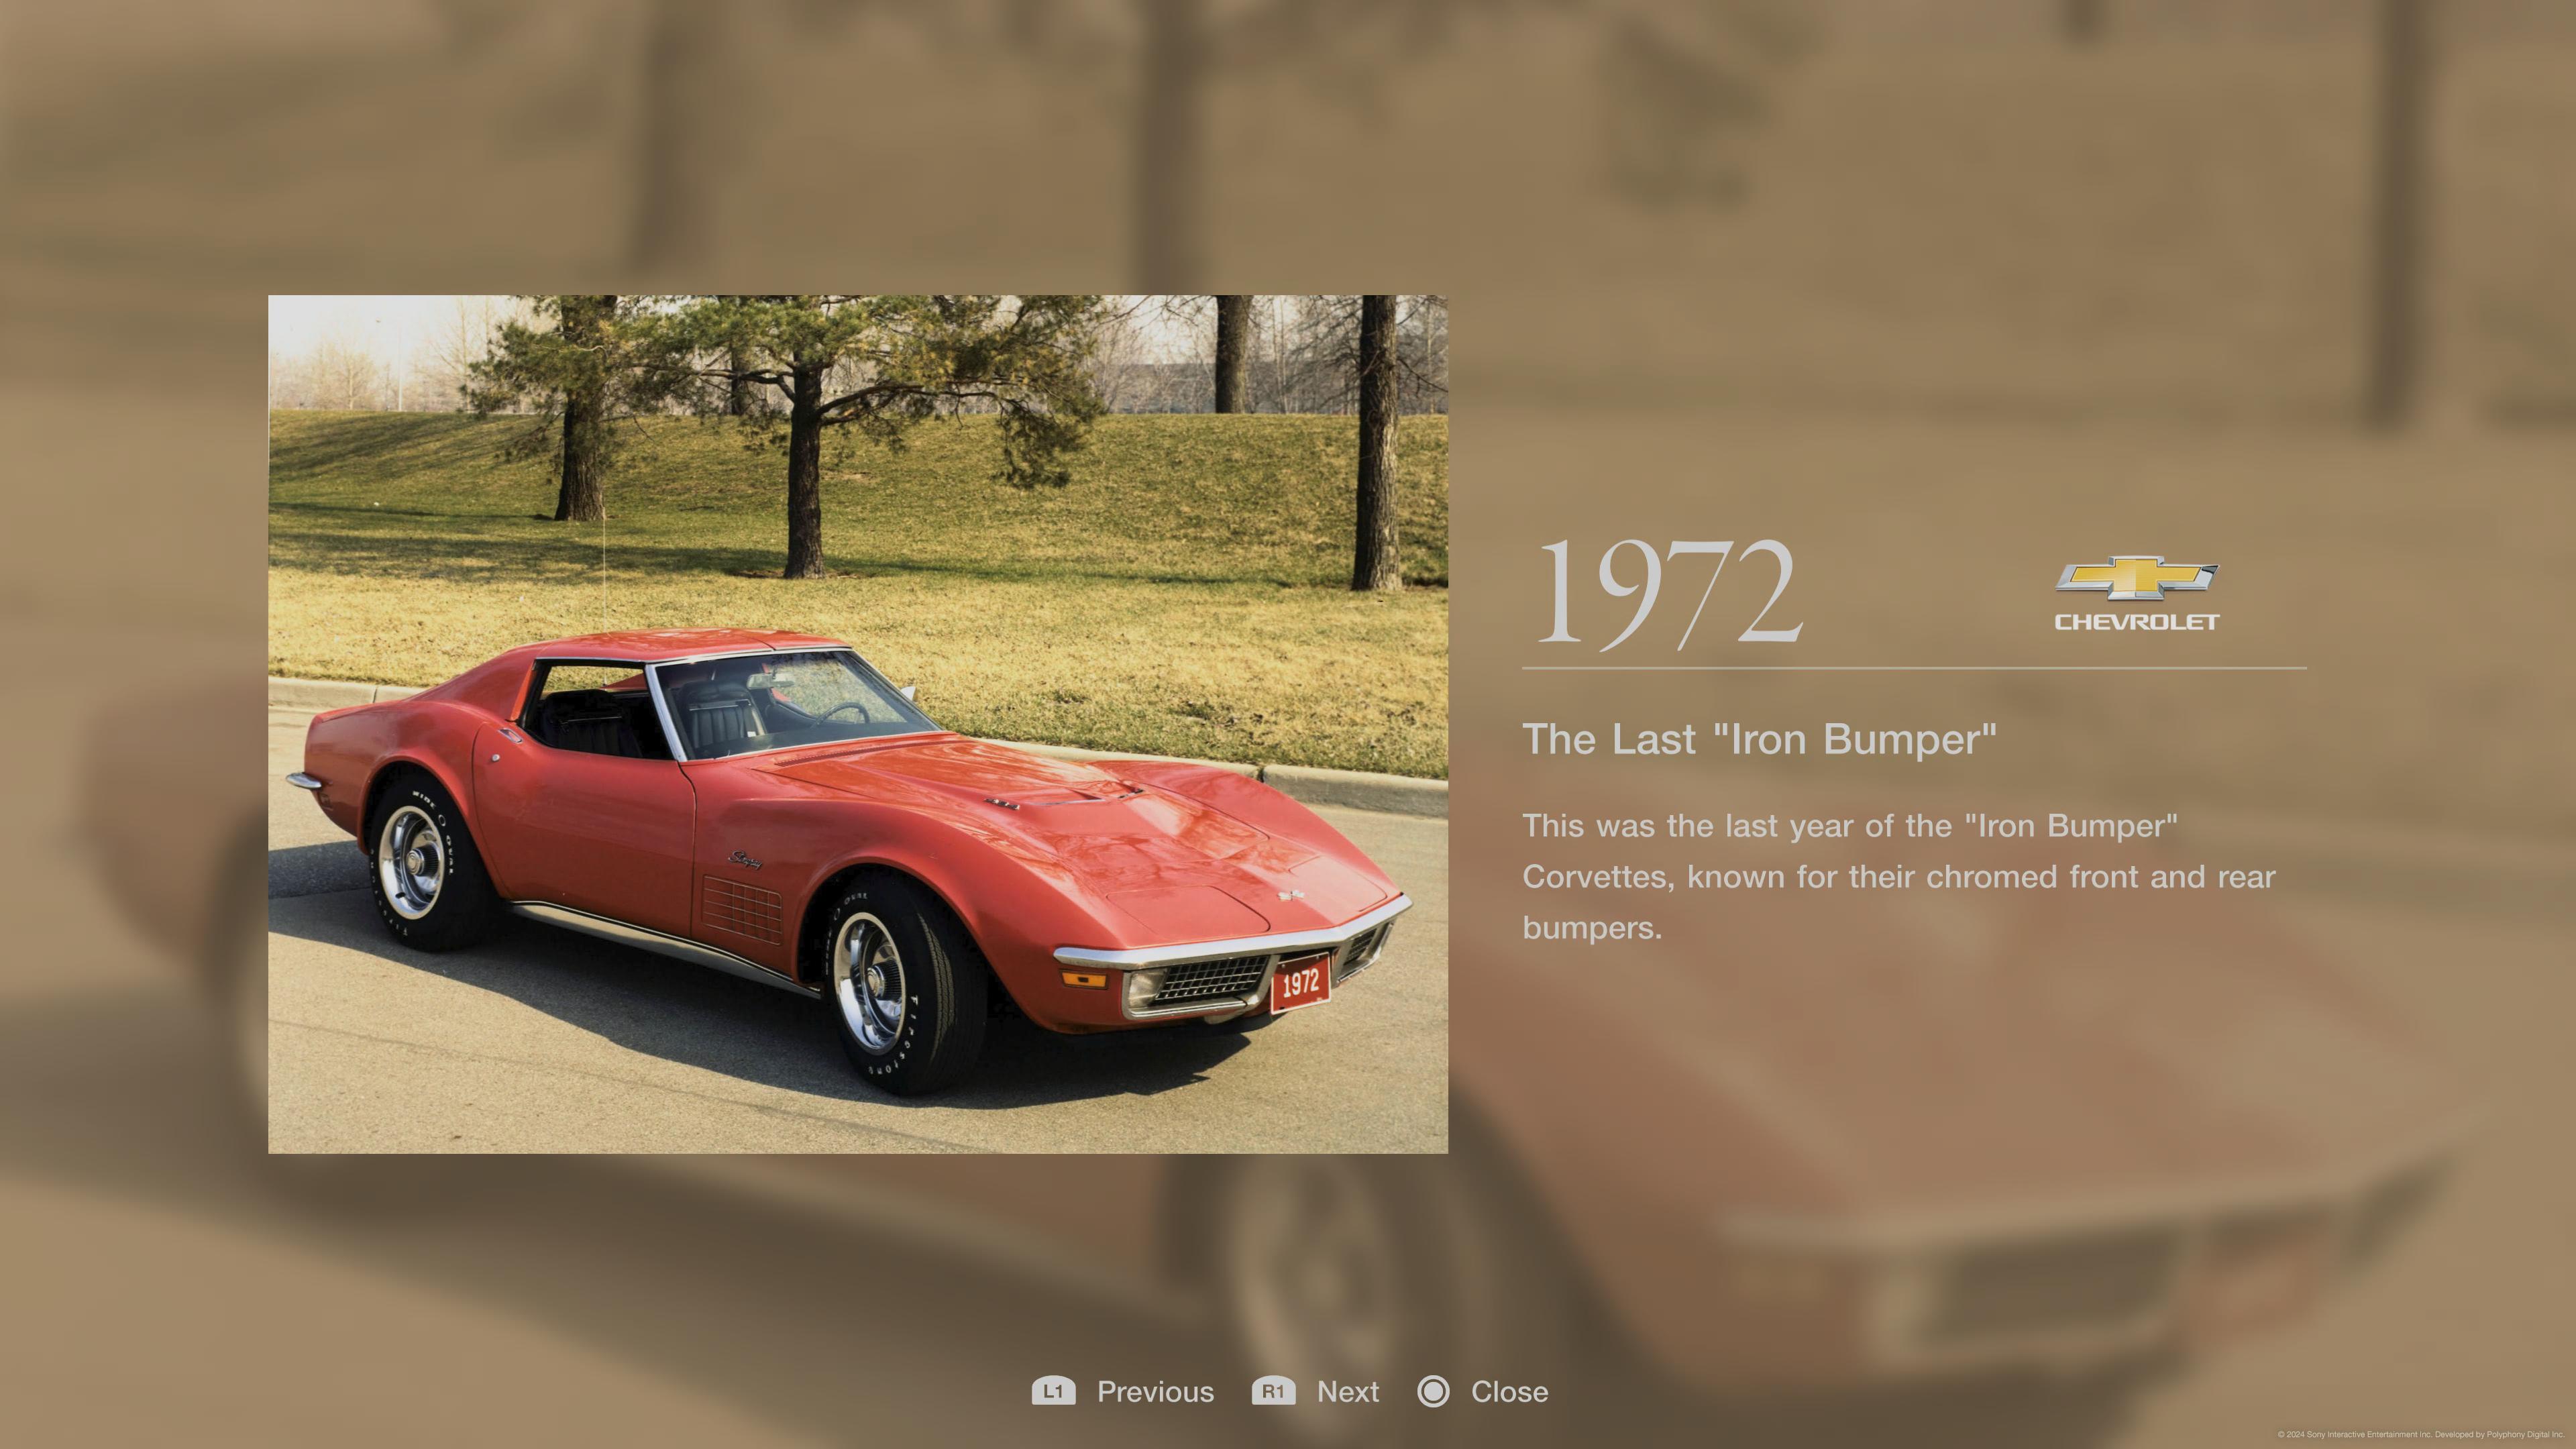 1972
CHEVROLET
The Last "Iron Bumper"
This was the last year of the "Iron Bumper"
Corvettes, known for their chromed front and rear
bumpers.
Stingray
1972
L1 Previous R1 Next Close
© 2024 Sony Interactive Entertainment Inc. Developed by Polyphony Digital Inc.